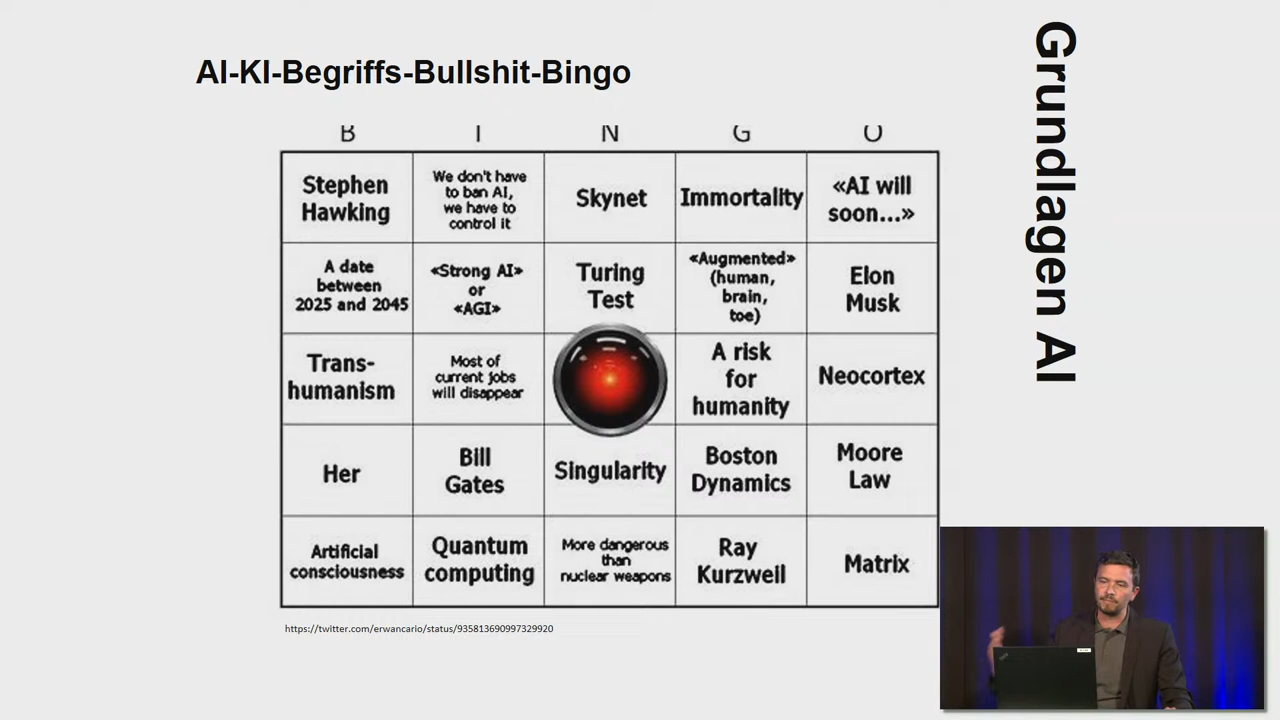 AI-KI-Begriffs-Bullshit-Bingo
Grundlagen AI
B I N G O
Stephen
Hawking
We don't have
to ban AI,
we have to
control it
Skynet
Immortality
«AI will
soon...»
A date
between
2025 and 2045
«Strong AI»
or
«AGI»
Turing
Test
«Augmented»
(human,
brain,
toe)
Elon
Musk
Trans-
humanism
Most of
current jobs
will disappear
A risk
for
humanity
Neocortex
Her
Bill
Gates
Singularity
Boston
Dynamics
Moore
Law
Artificial
consciousness
Quantum
computing
More dangerous
than
nuclear weapons
Ray
Kurzweil
Matrix
https://twitter.com/erwancario/status/935813690997329920